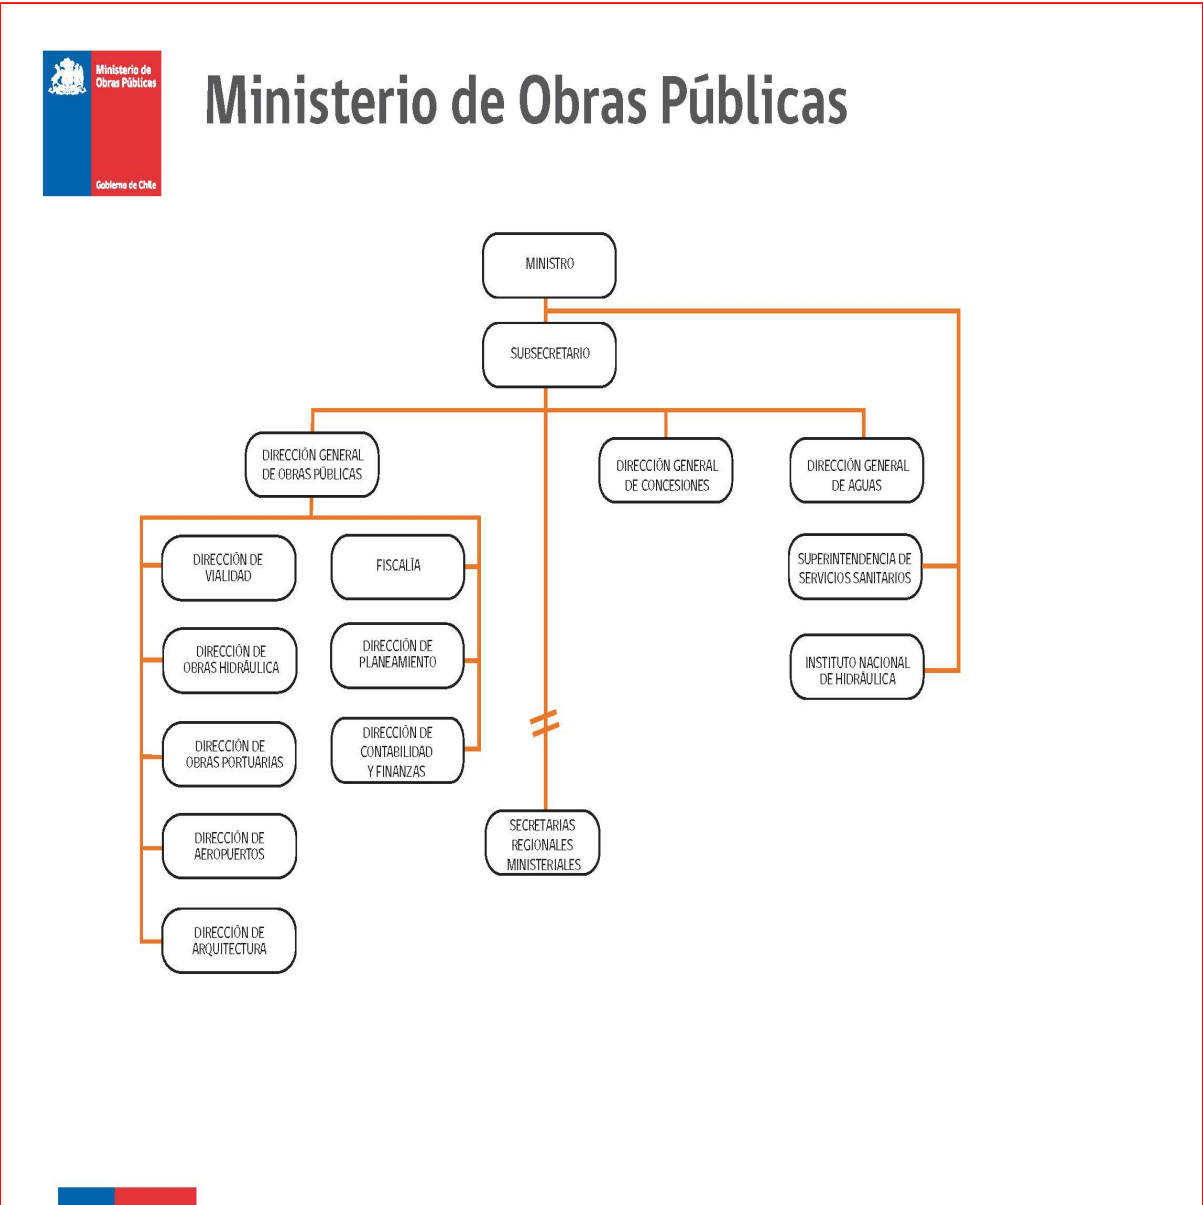 Ministerio de
Obras Públicas
Gobierno de Chile
Ministerio de Obras Públicas
MINISTRO
SUBSECRETARIO
DIRECCIÓN GENERAL
DE OBRAS PÚBLICAS
DIRECCIÓN GENERAL
DE CONCESIONES
DIRECCIÓN GENERAL
DE AGUAS
DIRECCIÓN DE
VIALIDAD
FISCALÏA
SUPERINTENDENCIA DE
SERVICIOS SANITARIOS
DIRECCIÓN DE
OBRAS HIDRÂULICA
DIRECCIÓN DE
PLANEAMIENTO
INSTITUTO NACIONAL
DE HIDRÂULICA
DIRECCIÓN DE
OBRAS PORTUARIAS
DIRECCIÓN DE
CONTABILIDAD
Y FINANZAS
DIRECCIÓN DE
AEROPUERTOS
SECRETARIAS
REGIONALES
MINISTERIALES
DIRECCIÓN DE
ARQUITECTURA